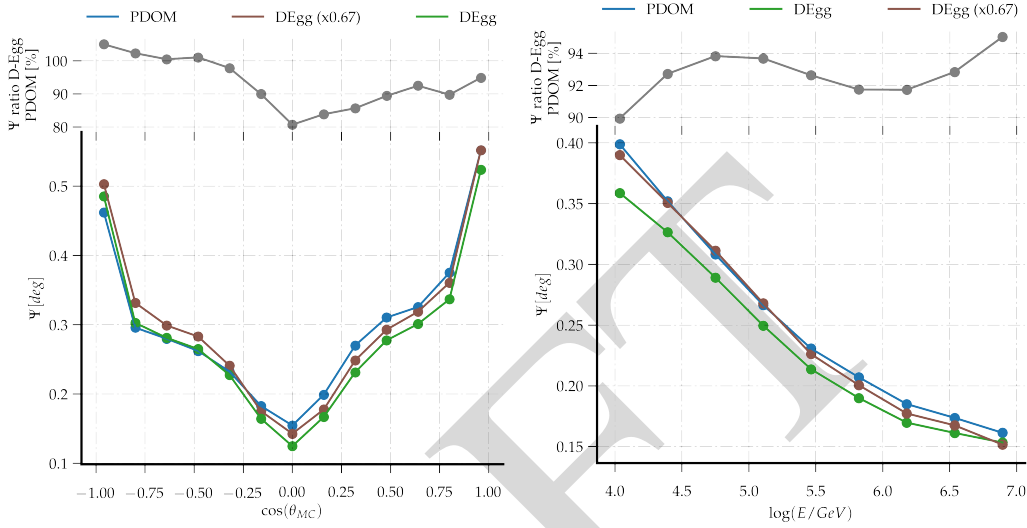 PDOM DEgg (x0.67) DEgg
Ψ ratio D-Egg
PDOM [%]
100
90
80
Ψ[deg]
0.5
0.4
0.3
0.2
0.1
−1.00 −0.75 −0.50 −0.25 0.00 0.25 0.50 0.75 1.00
cos(θMC)
PDOM DEgg DEgg (x0.67)
Ψ ratio D-Egg
PDOM [%]
94
92
90
Ψ[deg]
0.40
0.35
0.30
0.25
0.20
0.15
4.0 4.5 5.0 5.5 6.0 6.5 7.0
log(E/GeV)
FT